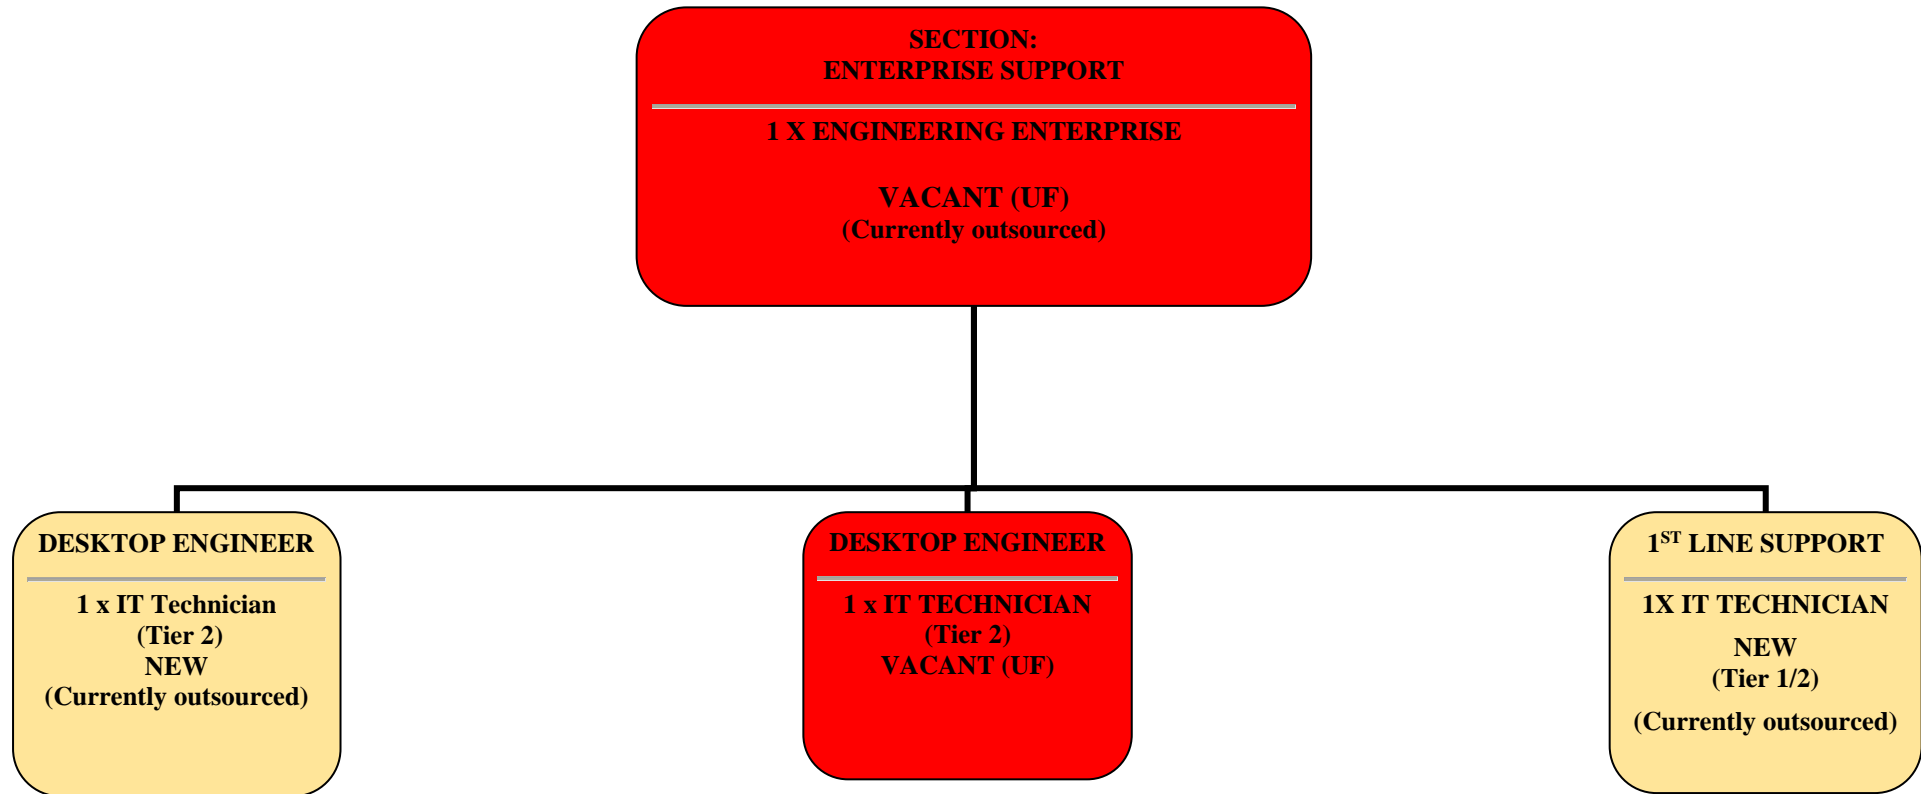 SECTION:
ENTERPRISE SUPPORT
1 X ENGINEERING ENTERPRISE
VACANT (UF)
(Currently outsourced)
DESKTOP ENGINEER
1 x IT Technician
(Tier 2)
NEW
(Currently outsourced)
DESKTOP ENGINEER
1 x IT TECHNICIAN
(Tier 2)
VACANT (UF)
1ST LINE SUPPORT
1X IT TECHNICIAN
NEW
(Tier 1/2)
(Currently outsourced)